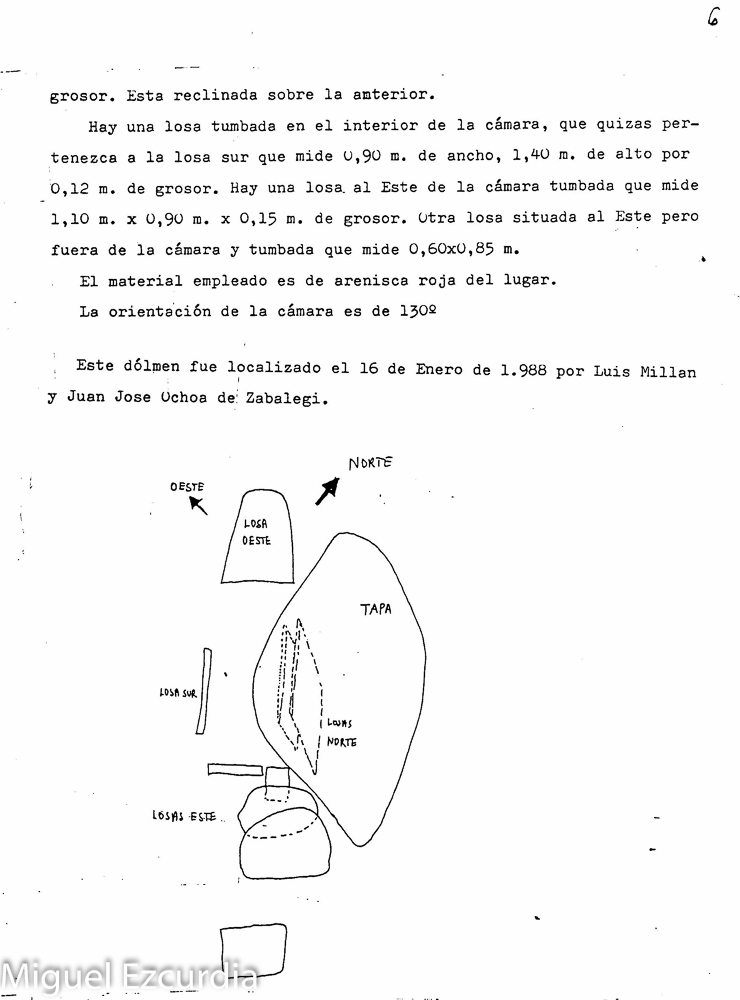 6
grosor. Esta reclinada sobre la anterior.
Hay una losa tumbada en el interior de la cámara, que quizas per-
tenezca a la losa sur que mide 0,90 m. de ancho, 1,40 m. de alto por
0,12 m. de grosor. Hay una losa al Este de la cámara tumbada que mide
1,10 m. x 0,90 m. x 0,15 m. de grosor. Otra losa situada al Este pero
fuera de la cámara y tumbada que mide 0,60x0,85 m.
El material empleado es de arenisca roja del lugar.
La orientación de la cámara es de 130º
Este dólmen fue localizado el 16 de Enero de 1.988 por Luis Millan
y Juan Jose Ochoa de Zabalegi.
NORTE
OESTE
LOSA
OESTE
TAPA
LOSA SUR
LOSAS
NORTE
LOSAS ESTE
Miguel Ezcurdia